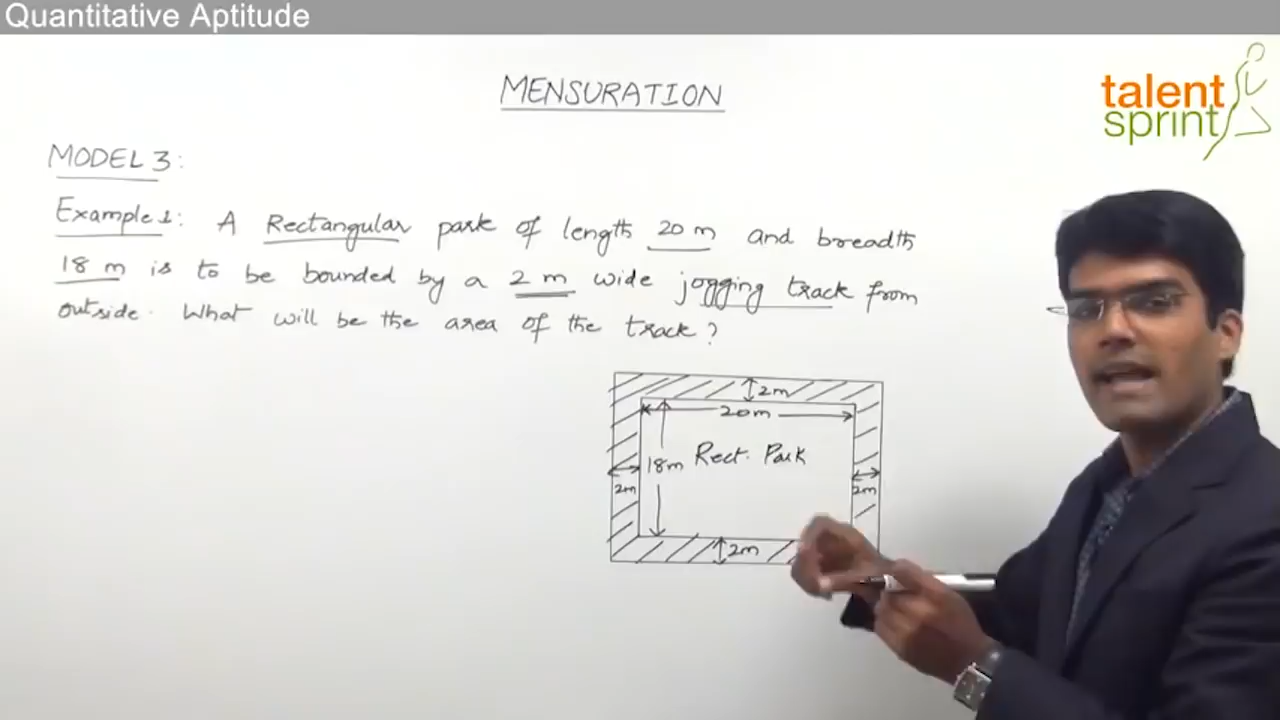 Quantitative Aptitude
MENSURATION
talent
sprint
MODEL 3:
Example 1: A Rectangular park of length 20 m and breadth
18 m is to be bounded by a 2 m wide jogging track from
outside. What will be the area of the track?
2m
20m
18m Rect. Park
2m
2m
2m